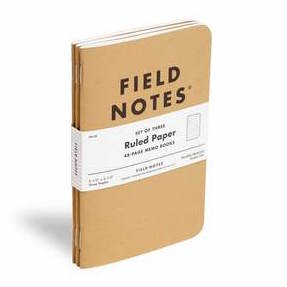 FIELD
NOTES®
SET OF THREE
Ruled Paper
48-PAGE MEMO BOOKS
FIELD NOTES